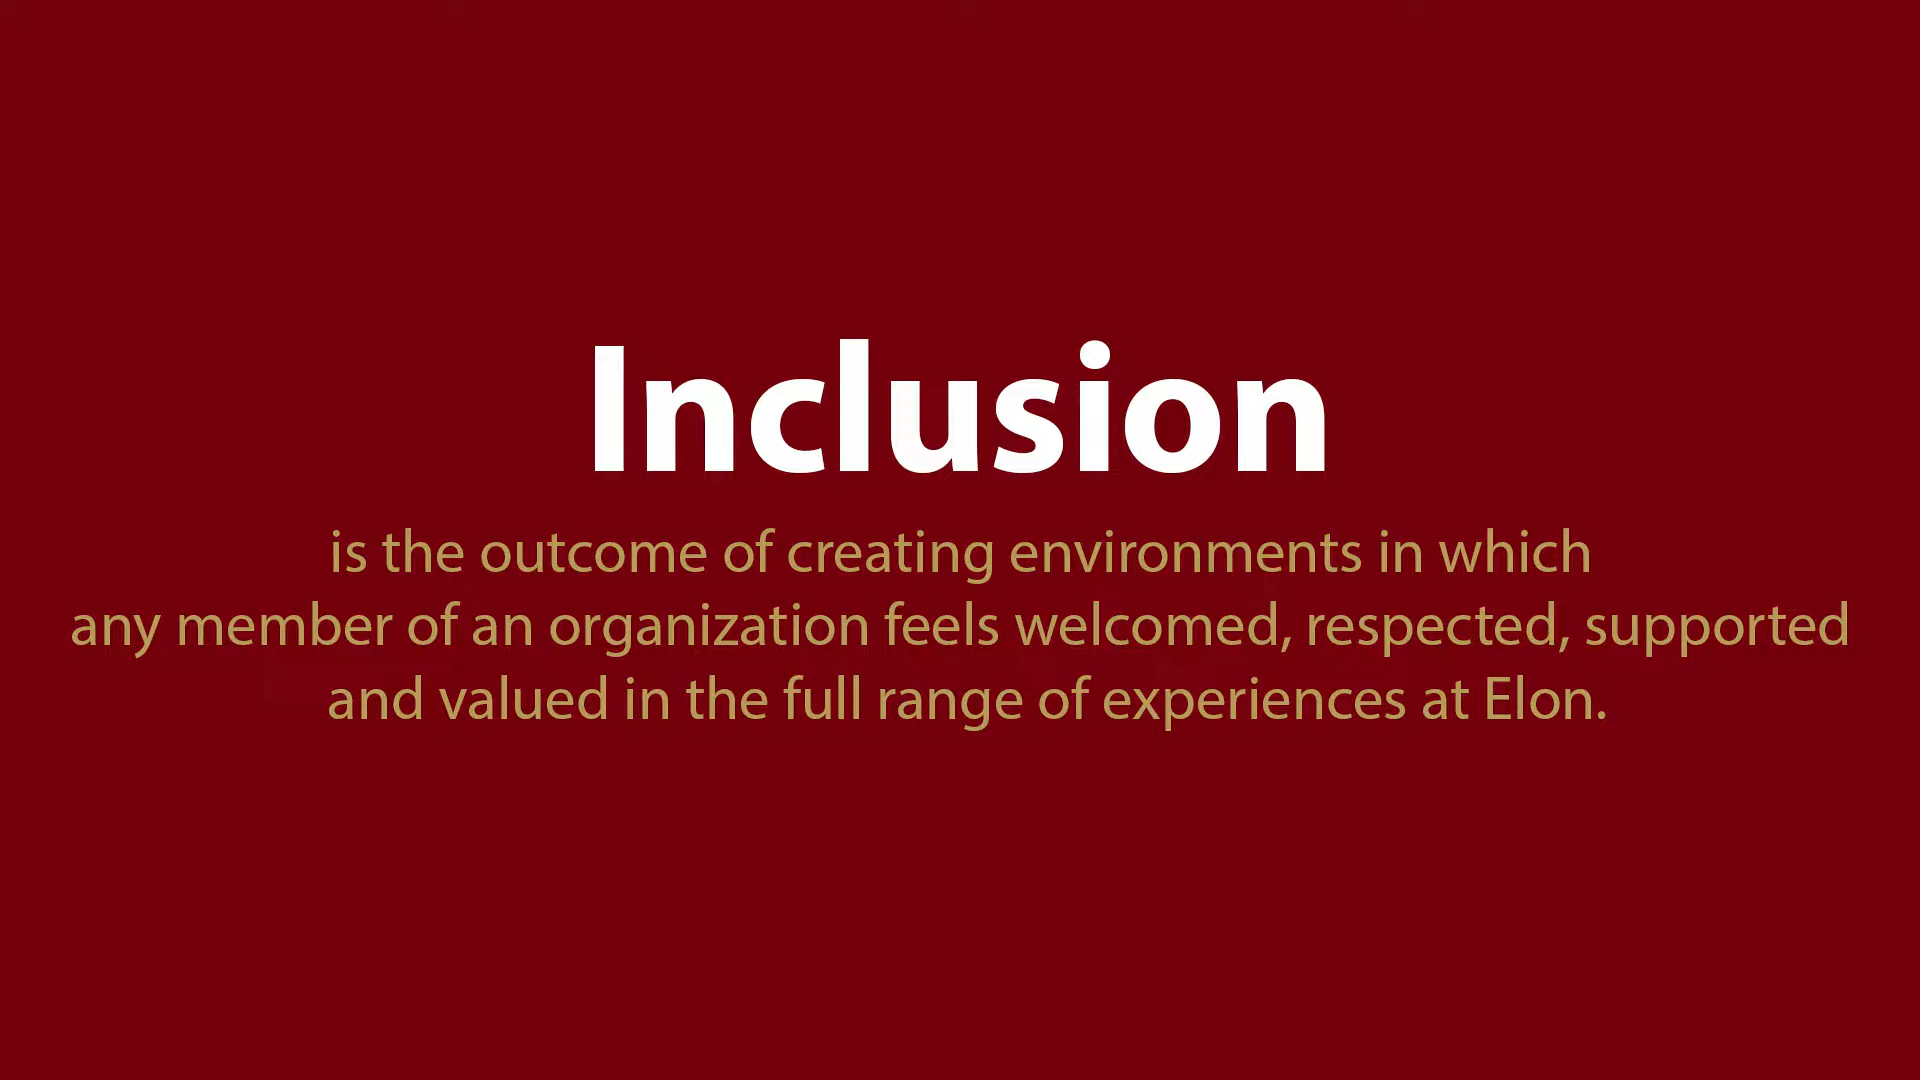 Inclusion
is the outcome of creating environments in which
any member of an organization feels welcomed, respected, supported
and valued in the full range of experiences at Elon.